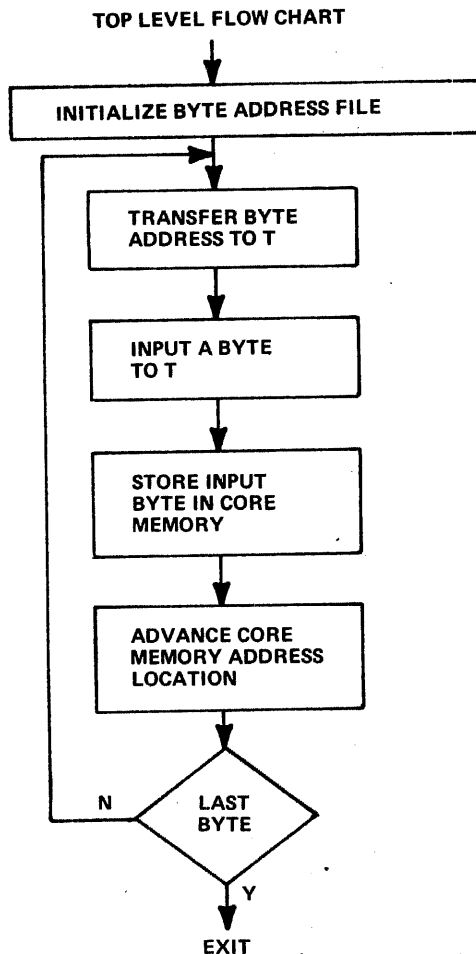 TOP LEVEL FLOW CHART
INITIALIZE BYTE ADDRESS FILE
TRANSFER BYTE
ADDRESS TO T
INPUT A BYTE
TO T
STORE INPUT
BYTE IN CORE
MEMORY
ADVANCE CORE
MEMORY ADDRESS
LOCATION
N
LAST
BYTE
Y
EXIT